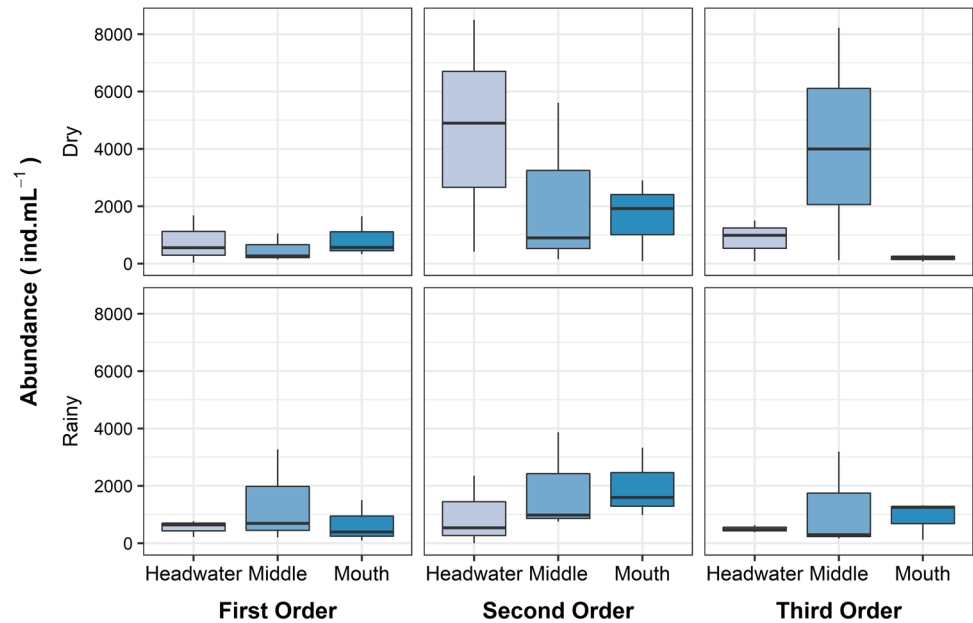 Abundance ( ind.mL⁻¹ )
Dry
8000
6000
4000
2000
0
Rainy
8000
6000
4000
2000
0
Headwater Middle Mouth Headwater Middle Mouth Headwater Middle Mouth
First Order Second Order Third Order